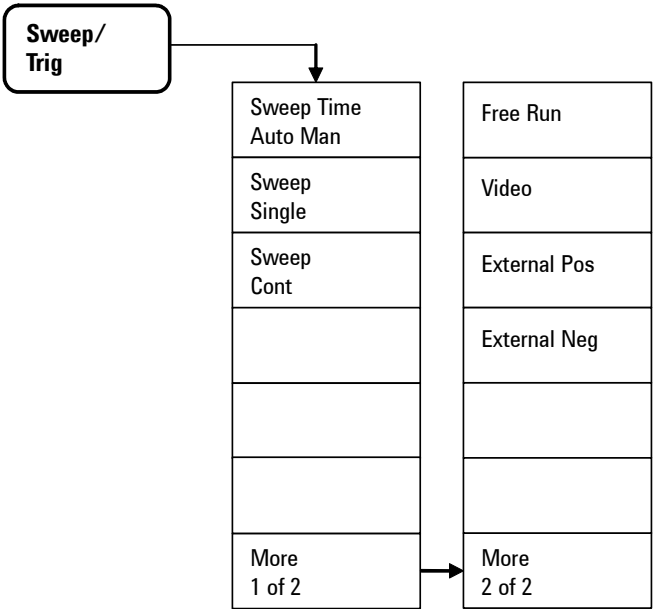 Sweep/
Trig
Sweep Time
Auto Man
Sweep
Single
Sweep
Cont
More
1 of 2
Free Run
Video
External Pos
External Neg
More
2 of 2